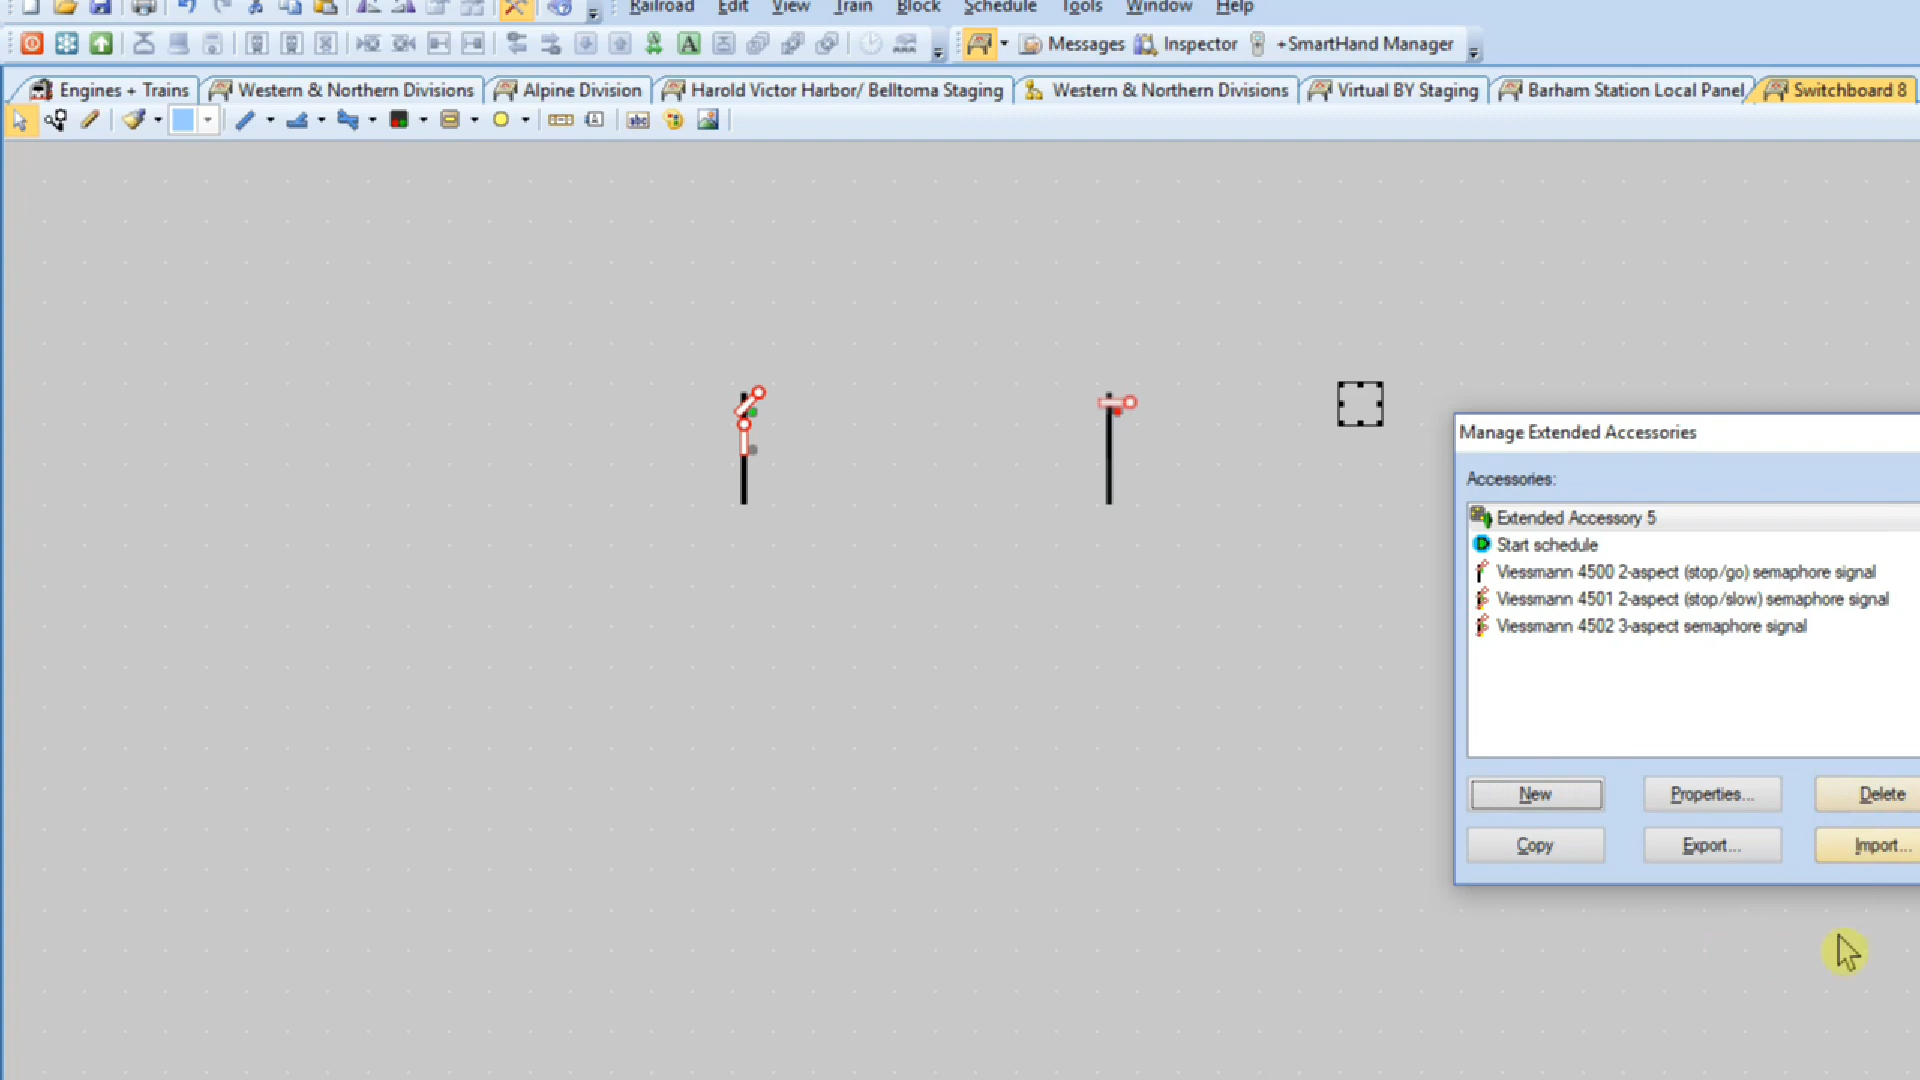 Railroad Edit View Train Block Schedule Tools Window Help
A Messages Inspector +SmartHand Manager
Engines + Trains Western & Northern Divisions Alpine Division Harold Victor Harbor/ Belltoma Staging Western & Northern Divisions Virtual BY Staging Barham Station Local Panel Switchboard 8
abc
Manage Extended Accessories
Accessories:
Extended Accessory 5
Start schedule
Viessmann 4500 2-aspect (stop/go) semaphore signal
Viessmann 4501 2-aspect (stop/slow) semaphore signal
Viessmann 4502 3-aspect semaphore signal
New Properties... Delete
Copy Export... Import...